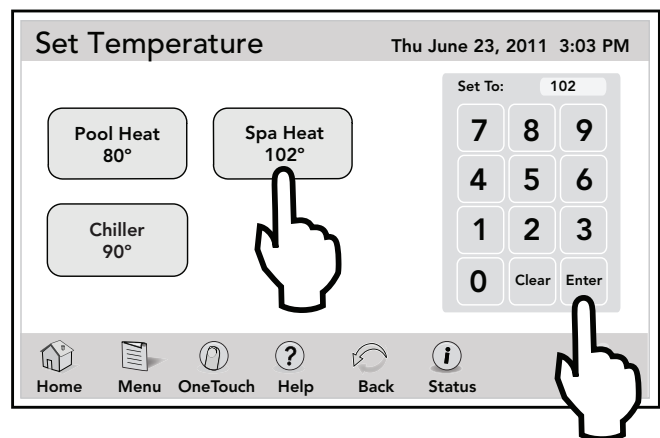 Set Temperature
Thu June 23, 2011 3:03 PM
Pool Heat
80°
Spa Heat
102°
Chiller
90°
Set To: 102
7 8 9
4 5 6
1 2 3
0 Clear Enter
Home Menu OneTouch Help Back Status